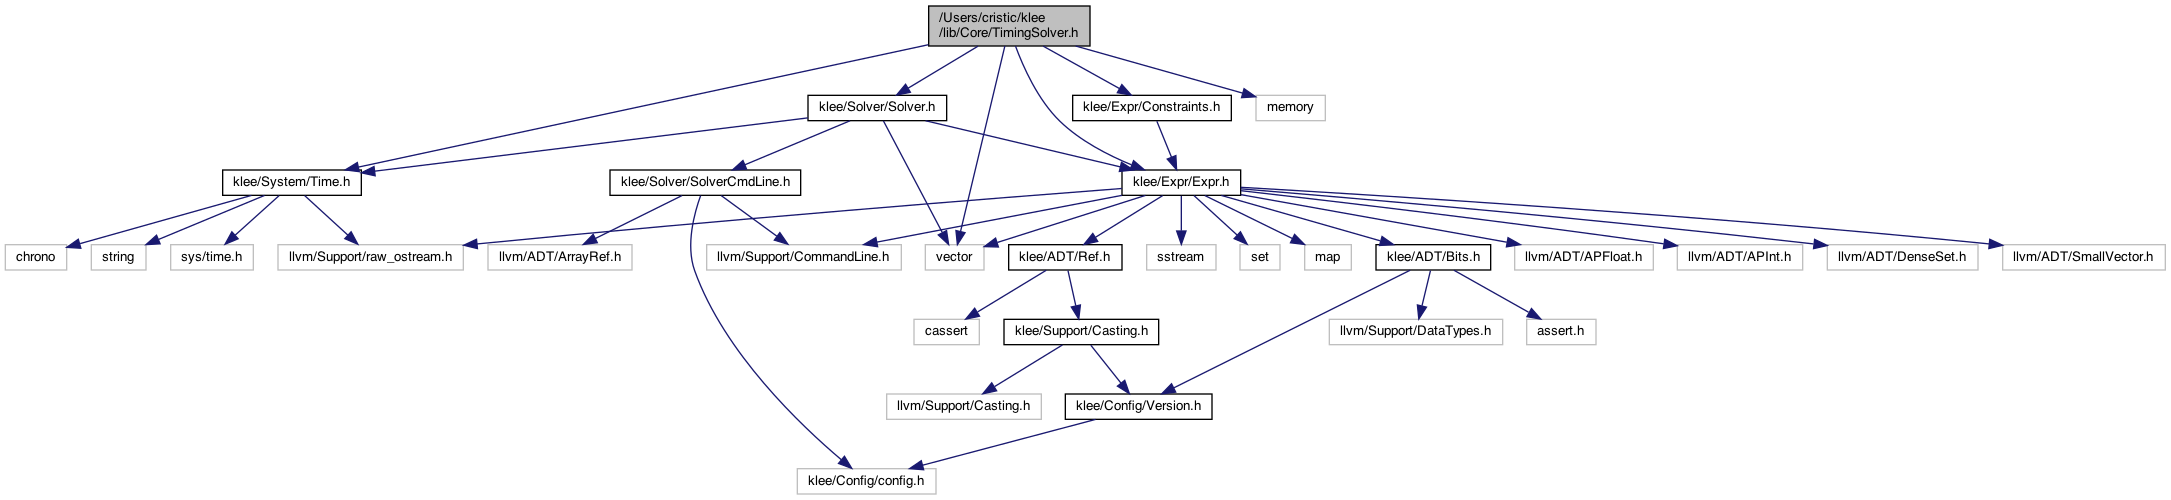 /Users/cristic/klee
/lib/Core/TimingSolver.h
klee/Solver/Solver.h
klee/Expr/Constraints.h
memory
klee/System/Time.h
klee/Solver/SolverCmdLine.h
klee/Expr/Expr.h
chrono
string
sys/time.h
llvm/Support/raw_ostream.h
llvm/ADT/ArrayRef.h
llvm/Support/CommandLine.h
vector
klee/ADT/Ref.h
sstream
set
map
klee/ADT/Bits.h
llvm/ADT/APFloat.h
llvm/ADT/APInt.h
llvm/ADT/DenseSet.h
llvm/ADT/SmallVector.h
cassert
klee/Support/Casting.h
llvm/Support/DataTypes.h
assert.h
llvm/Support/Casting.h
klee/Config/Version.h
klee/Config/config.h